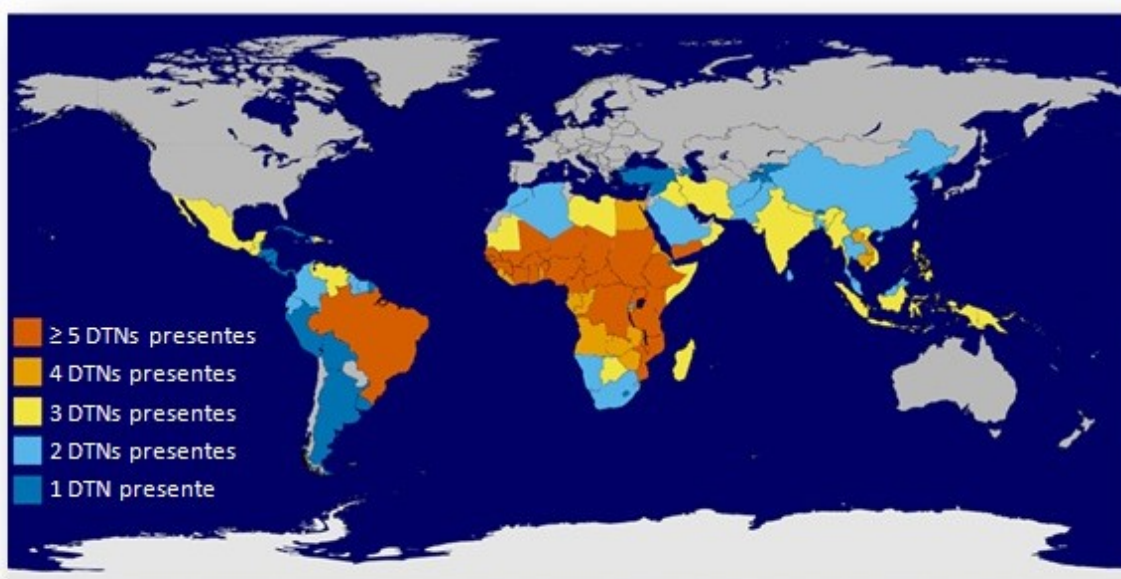 ≥ 5 DTNs presentes
4 DTNs presentes
3 DTNs presentes
2 DTNs presentes
1 DTN presente